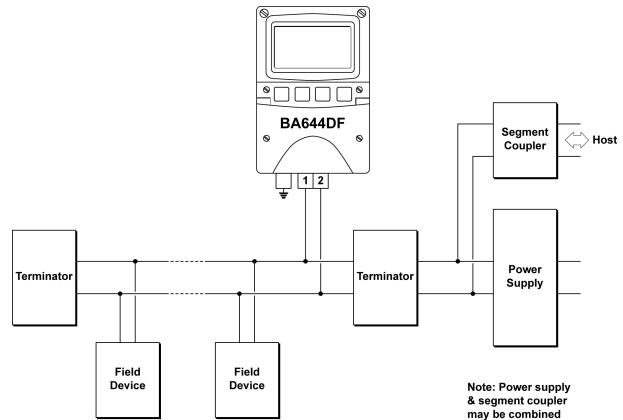 BA644DF
1 2
Segment
Coupler
Host
Terminator
Terminator
Power
Supply
Field
Device
Field
Device
Note: Power supply
& segment coupler
may be combined